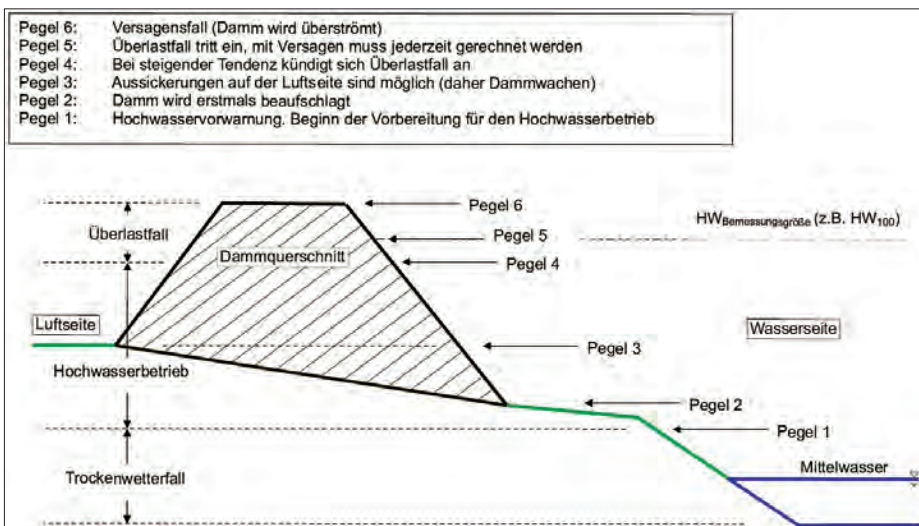 Pegel 6: Versagensfall (Damm wird überströmt)
Pegel 5: Überlastfall tritt ein, mit Versagen muss jederzeit gerechnet werden
Pegel 4: Bei steigender Tendenz kündigt sich Überlastfall an
Pegel 3: Aussickerungen auf der Luftseite sind möglich (daher Dammwachen)
Pegel 2: Damm wird erstmals beaufschlagt
Pegel 1: Hochwasservorwarnung. Beginn der Vorbereitung für den Hochwasserbetrieb
Pegel 6
HWBemessungsgröße (z.B. HW100)
Überlastfall
Pegel 5
Dammquerschnitt
Pegel 4
Luftseite
Wasserseite
Pegel 3
Hochwasserbetrieb
Pegel 2
Pegel 1
Mittelwasser
Trockenwetterfall